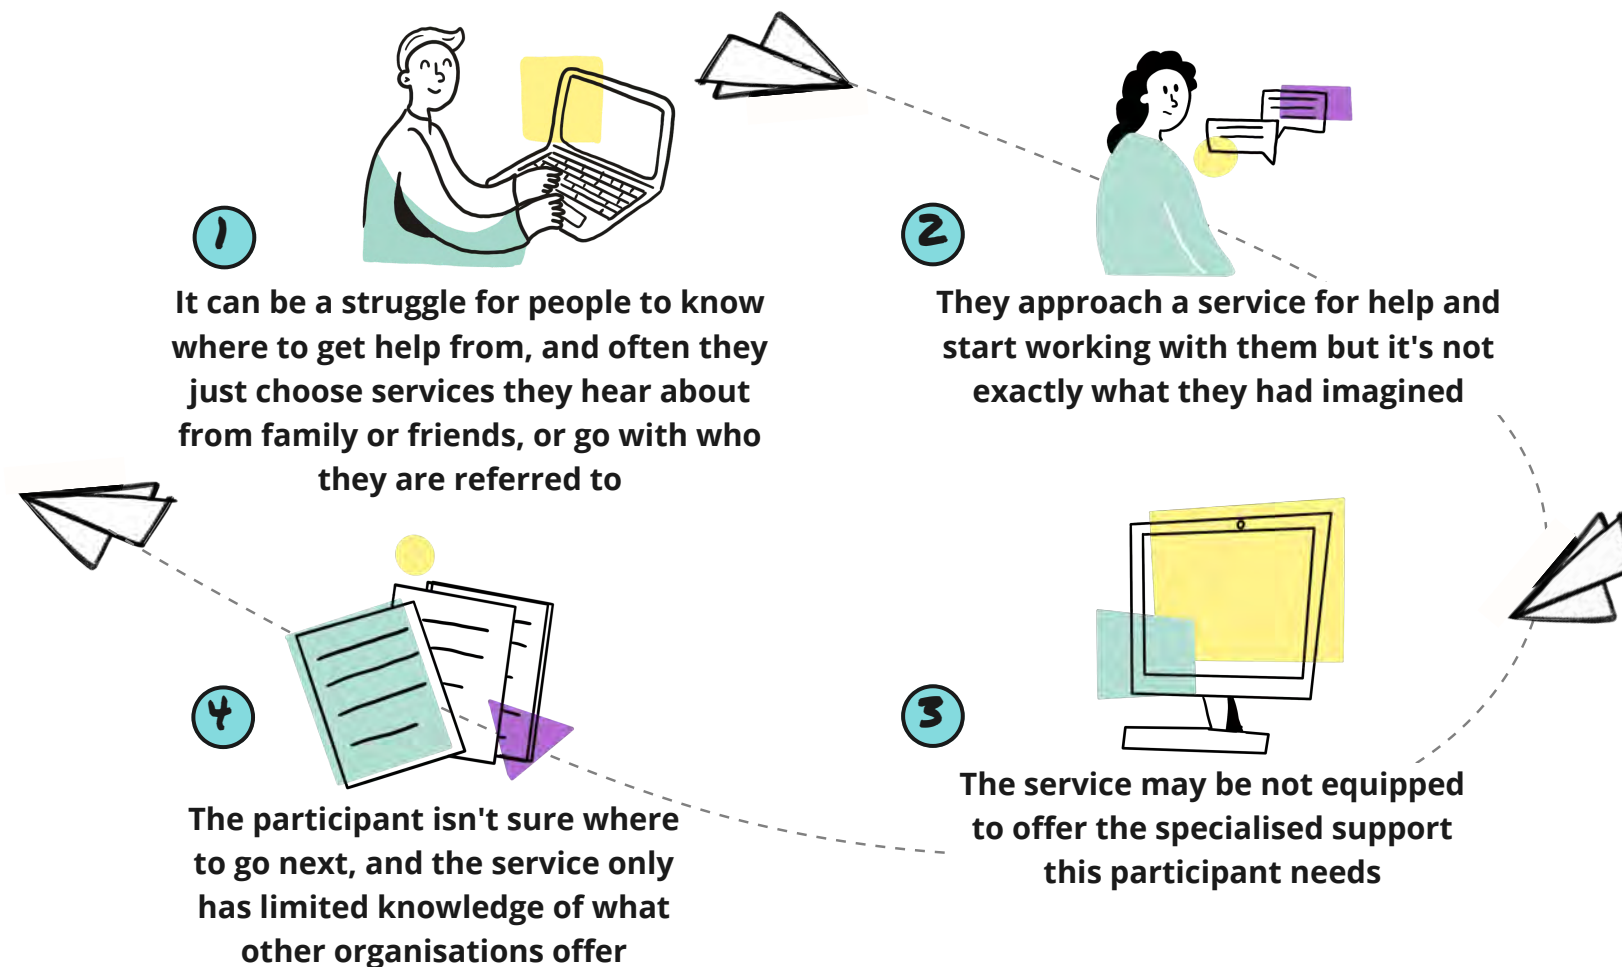 1
It can be a struggle for people to know
where to get help from, and often they
just choose services they hear about
from family or friends, or go with who
they are referred to
2
They approach a service for help and
start working with them but it's not
exactly what they had imagined
3
The service may be not equipped
to offer the specialised support
this participant needs
4
The participant isn't sure where
to go next, and the service only
has limited knowledge of what
other organisations offer